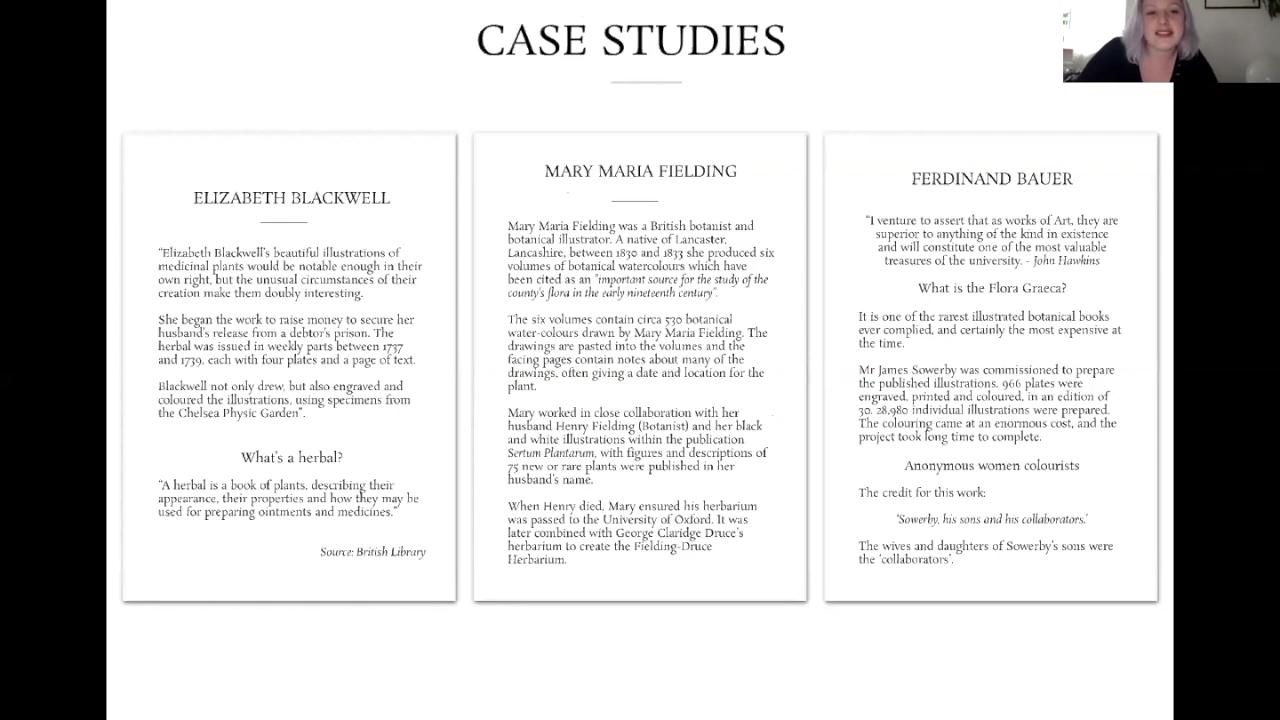 CASE STUDIES
ELIZABETH BLACKWELL
"Elizabeth Blackwell's beautiful illustrations of
medicinal plants would be notable enough in their
own right, but the unusual circumstances of their
creation make them doubly interesting.
She began the work to raise money to secure her
husband's release from a debtor's prison. The
herbal was issued in weekly parts between 1737
and 1739, each with four plates and a page of text.
Blackwell not only drew, but also engraved and
coloured the illustrations, using specimens from
the Chelsea Physic Garden".
What's a herbal?
"A herbal is a book of plants, describing their
appearance, their properties and how they may be
used for preparing ointments and medicines."
Source: British Library
MARY MARIA FIELDING
Mary Maria Fielding was a British botanist and
botanical illustrator. A native of Lancaster,
Lancashire, between 1830 and 1833 she produced six
volumes of botanical watercolours which have
been cited as an "important source for the study of the
county's flora in the early nineteenth century".
The six volumes contain circa 530 botanical
water-colours drawn by Mary Maria Fielding. The
drawings are pasted into the volumes and the
facing pages contain notes about many of the
drawings, often giving a date and location for the
plant.
Mary worked in close collaboration with her
husband Henry Fielding (Botanist) and her black
and white illustrations within the publication
Sertum Plantarum, with figures and descriptions of
75 new or rare plants were published in her
husband's name.
When Henry died, Mary ensured his herbarium
was passed to the University of Oxford. It was
later combined with George Claridge Druce's
herbarium to create the Fielding-Druce
Herbarium.
FERDINAND BAUER
"I venture to assert that as works of Art, they are
superior to anything of the kind in existence
and will constitute one of the most valuable
treasures of the university. - John Hawkins
What is the Flora Graeca?
It is one of the rarest illustrated botanical books
ever complied, and certainly the most expensive at
the time.
Mr James Sowerby was commissioned to prepare
the published illustrations. 966 plates were
engraved, printed and coloured, in an edition of
30. 28,980 individual illustrations were prepared.
The colouring came at an enormous cost, and the
project took long time to complete.
Anonymous women colourists
The credit for this work:
'Sowerby, his sons and his collaborators.'
The wives and daughters of Sowerby's sons were
the 'collaborators'.